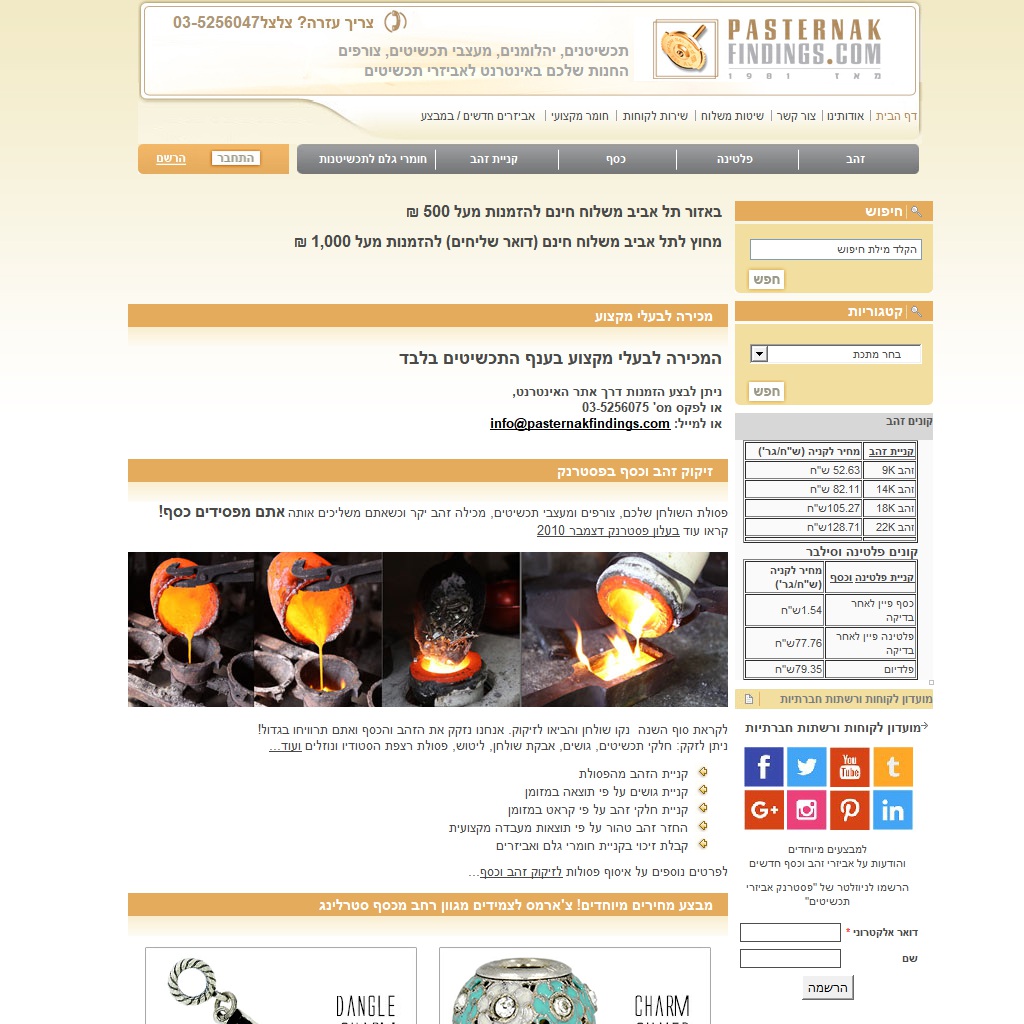 PASTERNAK
FINDINGS.COM
מאז 1981
צריך עזרה? צלצל03-5256047
תכשיטנים, יהלומנים, מעצבי תכשיטים, צורפים
החנות שלכם באינטרנט לאביזרי תכשיטים
דף הבית | אודותינו | צור קשר | שיטות משלוח | שירות לקוחות | חומר מקצועי | אביזרים חדשים / במבצע
זהב | פלטינה | כסף | קניית זהב | חומרי גלם לתכשיטנות
התחבר הרשם
חיפוש
הקלד מילת חיפוש
חפש
קטגוריות
בחר מתכת
חפש
קונים זהב
קניית זהב מחיר לקניה (ש"ח/גר')
זהב 9K 52.63 ש"ח
זהב 14K 82.11 ש"ח
זהב 18K 105.27ש"ח
זהב 22K 128.71ש"ח
קונים פלטינה וסילבר
קניית פלטינה וכסף מחיר לקניה
(ש"ח/גר')
כסף פיין לאחר
בדיקה 1.54ש"ח
פלטינה פיין לאחר
בדיקה 77.76ש"ח
פלדיום 79.35ש"ח
מועדון לקוחות ורשתות חברתיות
מועדון לקוחות ורשתות חברתיות
f You Tube t
G+ in
למבצעים מיוחדים
והודעות על אביזרי זהב וכסף חדשים
הרשמו לניוזלטר של "פסטרנק אביזרי
תכשיטים"
דואר אלקטרוני *
שם
הרשמה
באזור תל אביב משלוח חינם להזמנות מעל 500 ₪
מחוץ לתל אביב משלוח חינם (דואר שליחים) להזמנות מעל 1,000 ₪
מכירה לבעלי מקצוע
המכירה לבעלי מקצוע בענף התכשיטים בלבד
ניתן לבצע הזמנות דרך אתר האינטרנט,
או לפקס מס' 03-5256075
או למייל: info@pasternakfindings.com
זיקוק זהב וכסף בפסטרנק
פסולת השולחן שלכם, צורפים ומעצבי תכשיטים, מכילה זהב יקר וכשאתם משליכים אותה אתם מפסידים כסף!
קראו עוד בעלון פסטרנק דצמבר 2010
לקראת סוף השנה נקו שולחן והביאו לזיקוק. אנחנו נזקק את הזהב והכסף ואתם תרוויחו בגדול!
ניתן לזקק: חלקי תכשיטים, גושים, אבקת שולחן, ליטוש, פסולת רצפת הסטודיו ונוזלים ועוד...
קניית הזהב מהפסולת
קניית גושים על פי תוצאה במזומן
קניית חלקי זהב על פי קראט במזומן
החזר זהב טהור על פי תוצאות מעבדה מקצועית
קבלת זיכוי בקניית חומרי גלם ואביזרים
לפרטים נוספים על איסוף פסולות לזיקוק זהב וכסף...
מבצע מחירים מיוחדים! צ'ארמס לצמידים מגוון רחב מכסף סטרלינג
CHARM
DANGLE